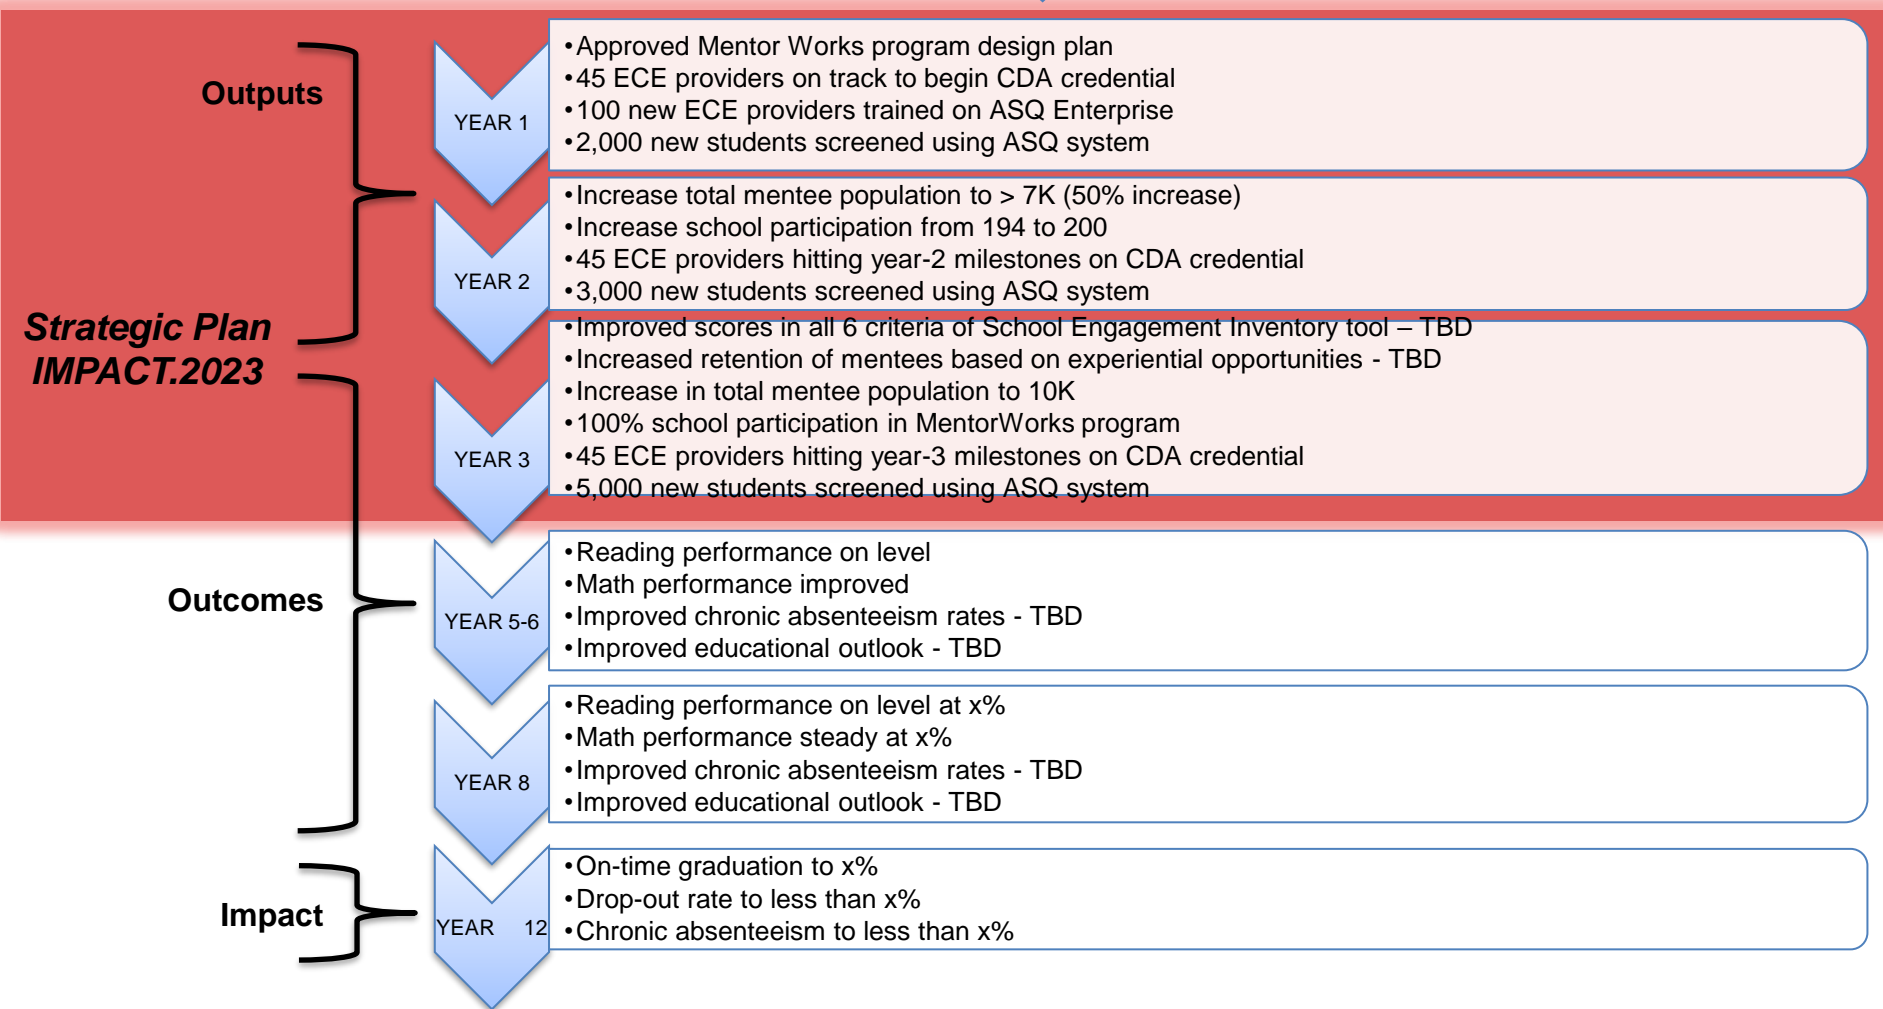 Outputs
YEAR 1
•Approved Mentor Works program design plan
•45 ECE providers on track to begin CDA credential
•100 new ECE providers trained on ASQ Enterprise
•2,000 new students screened using ASQ system
YEAR 2
•Increase total mentee population to > 7K (50% increase)
•Increase school participation from 194 to 200
•45 ECE providers hitting year-2 milestones on CDA credential
•3,000 new students screened using ASQ system
Strategic Plan
IMPACT.2023
YEAR 3
•Improved scores in all 6 criteria of School Engagement Inventory tool – TBD
•Increased retention of mentees based on experiential opportunities - TBD
•Increase in total mentee population to 10K
•100% school participation in MentorWorks program
•45 ECE providers hitting year-3 milestones on CDA credential
•5,000 new students screened using ASQ system
Outcomes
YEAR 5-6
•Reading performance on level
•Math performance improved
•Improved chronic absenteeism rates - TBD
•Improved educational outlook - TBD
YEAR 8
•Reading performance on level at x%
•Math performance steady at x%
•Improved chronic absenteeism rates - TBD
•Improved educational outlook - TBD
Impact
YEAR 12
•On-time graduation to x%
•Drop-out rate to less than x%
•Chronic absenteeism to less than x%